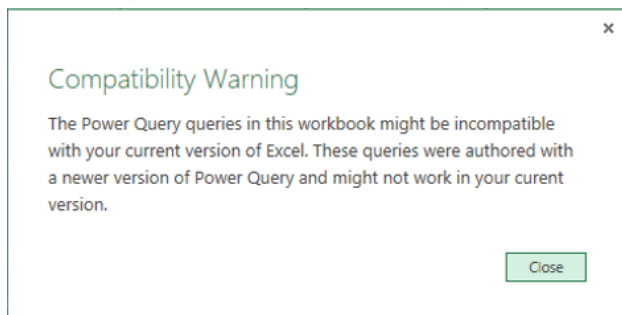 Compatibility Warning
The Power Query queries in this workbook might be incompatible
with your current version of Excel. These queries were authored with
a newer version of Power Query and might not work in your curent
version.
Close